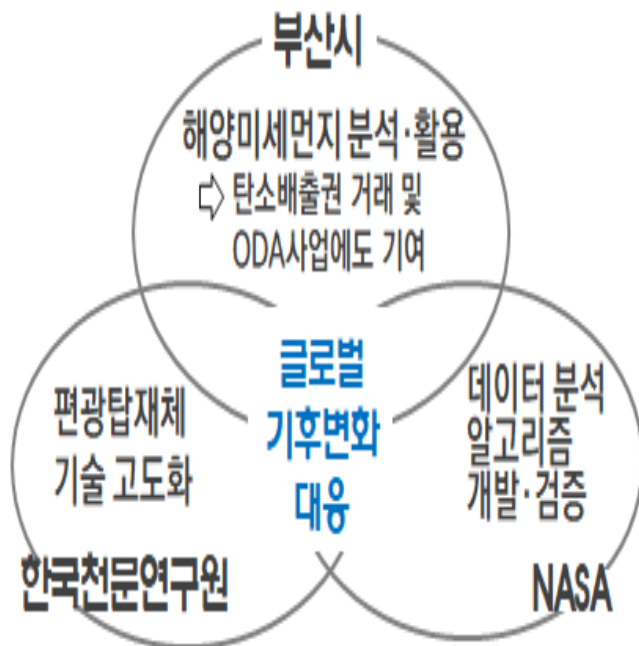 부산시
해양미세먼지 분석·활용
⇨ 탄소배출권 거래 및
ODA사업에도 기여
글로벌
기후변화
대응
편광탑재체
기술 고도화
한국천문연구원
데이터 분석
알고리즘
개발·검증
NASA